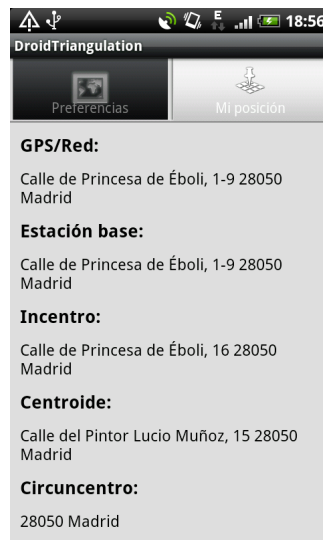 E 18:56
DroidTriangulation
Preferencias
Mi posición
GPS/Red:
Calle de Princesa de Éboli, 1-9 28050
Madrid
Estación base:
Calle de Princesa de Éboli, 1-9 28050
Madrid
Incentro:
Calle de Princesa de Éboli, 16 28050
Madrid
Centroide:
Calle del Pintor Lucio Muñoz, 15 28050
Madrid
Circuncentro:
28050 Madrid